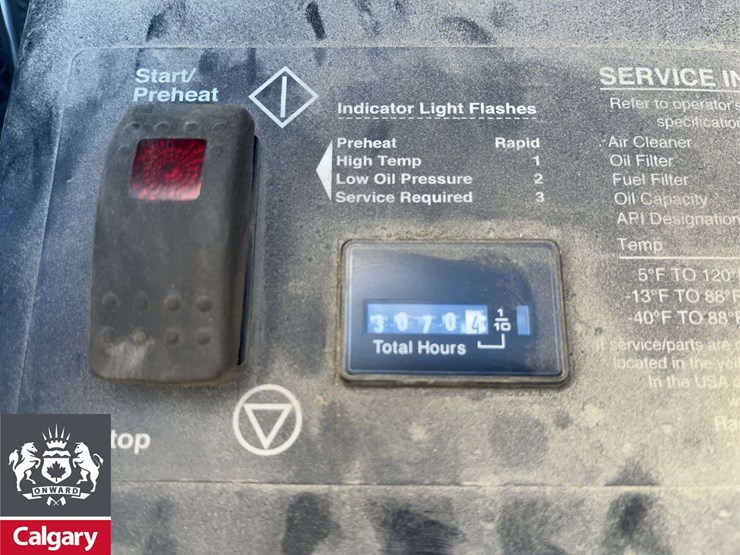 Start/
Preheat
Indicator Light Flashes
Preheat Rapid
High Temp 1
Low Oil Pressure 2
Service Required 3
SERVICE IN
Refer to operator's
specification
Air Cleaner
Oil Filter
Fuel Filter
Oil Capacity
API Designation
Temp
5°F TO 120°F
-13°F TO 88°F
-40°F TO 88°F
service/parts are
located in the
In the USA
30704
1/10
Total Hours
top
ONWARD
Calgary